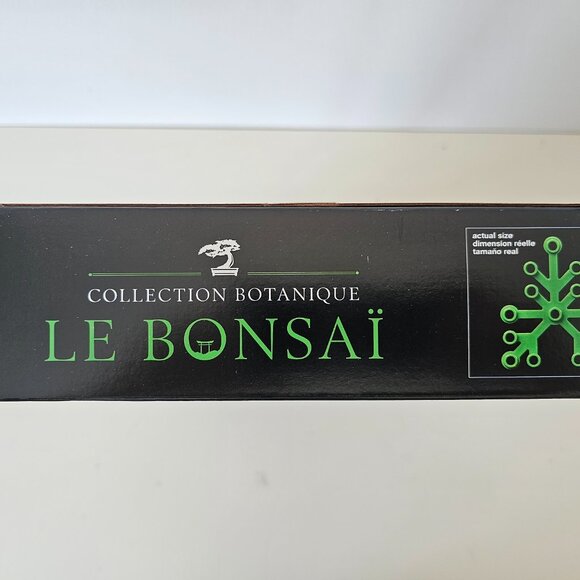 COLLECTION BOTANIQUE
LE BONSAÏ
actual size
dimension réelle
tamaño real